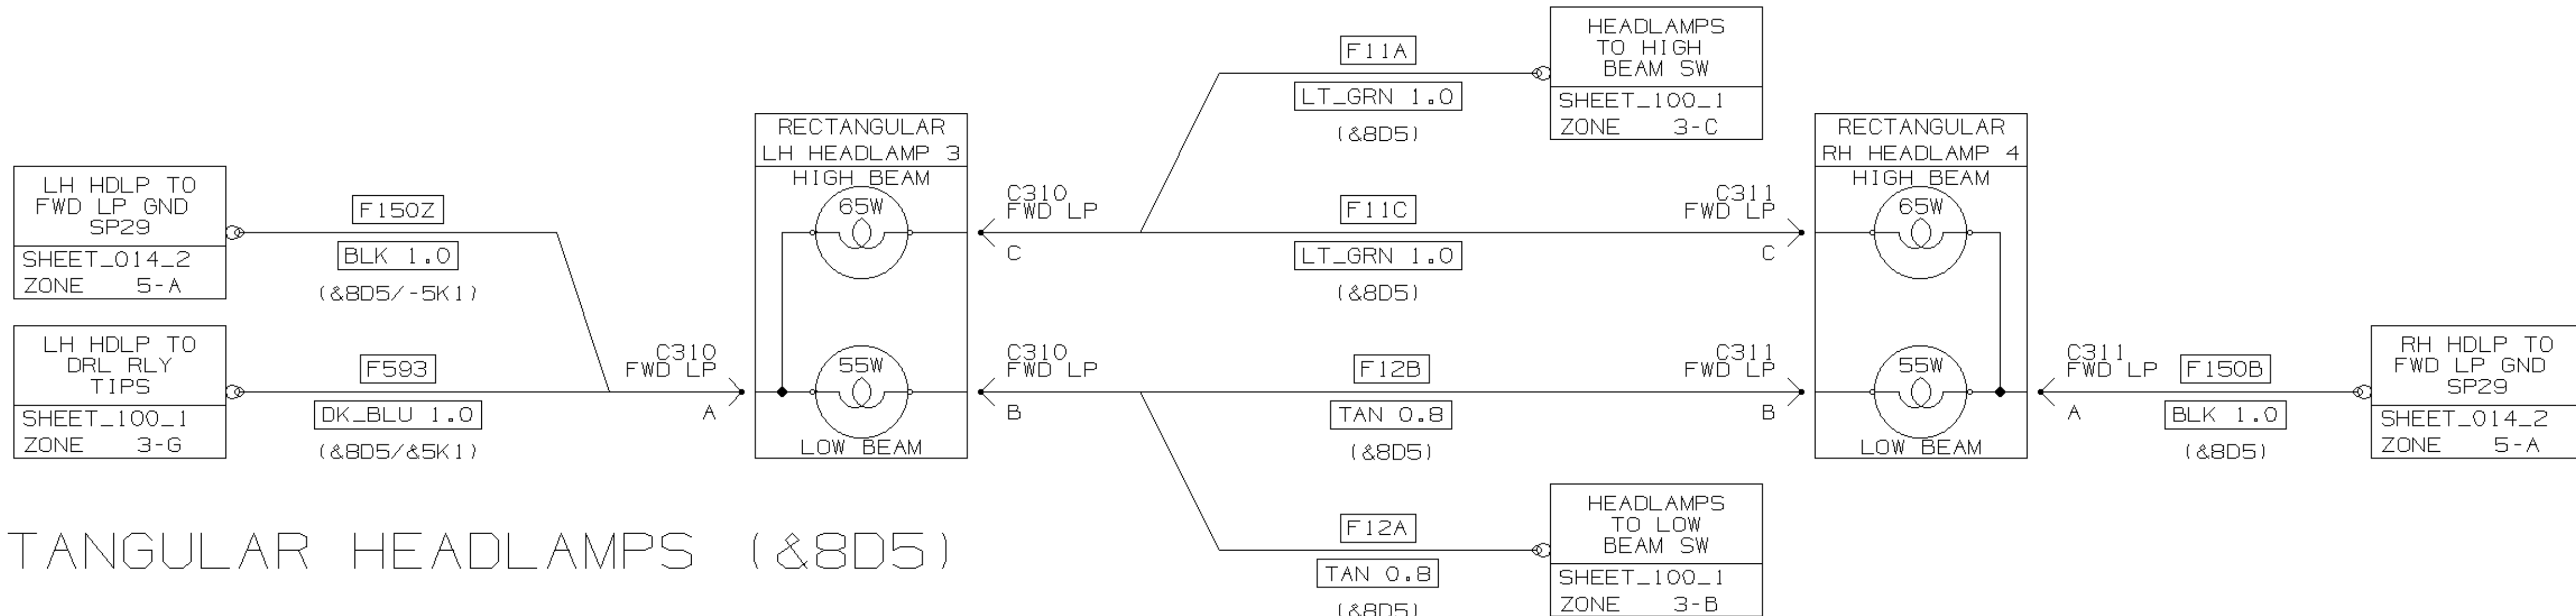 HEADLAMPS
TO HIGH
BEAM SW
SHEET_100_1
ZONE 3-C
F11A
LT_GRN 1.0
(&8D5)
LH HDLP TO
FWD LP GND
SP29
SHEET_014_2
ZONE 5-A
F150Z
BLK 1.0
(&8D5/-5K1)
LH HDLP TO
DRL RLY
TIPS
SHEET_100_1
ZONE 3-G
F593
DK_BLU 1.0
(&8D5/&5K1)
C310
FWD LP
A
RECTANGULAR
LH HEADLAMP 3
HIGH BEAM
65W
55W
LOW BEAM
C310
FWD LP
C
F11C
LT_GRN 1.0
(&8D5)
C311
FWD LP
C
C310
FWD LP
B
F12B
TAN 0.8
(&8D5)
C311
FWD LP
B
RECTANGULAR
RH HEADLAMP 4
HIGH BEAM
65W
55W
LOW BEAM
C311
FWD LP
A
F150B
BLK 1.0
(&8D5)
RH HDLP TO
FWD LP GND
SP29
SHEET_014_2
ZONE 5-A
F12A
TAN 0.8
(&8D5)
HEADLAMPS
TO LOW
BEAM SW
SHEET_100_1
ZONE 3-B
TANGULAR HEADLAMPS (&8D5)